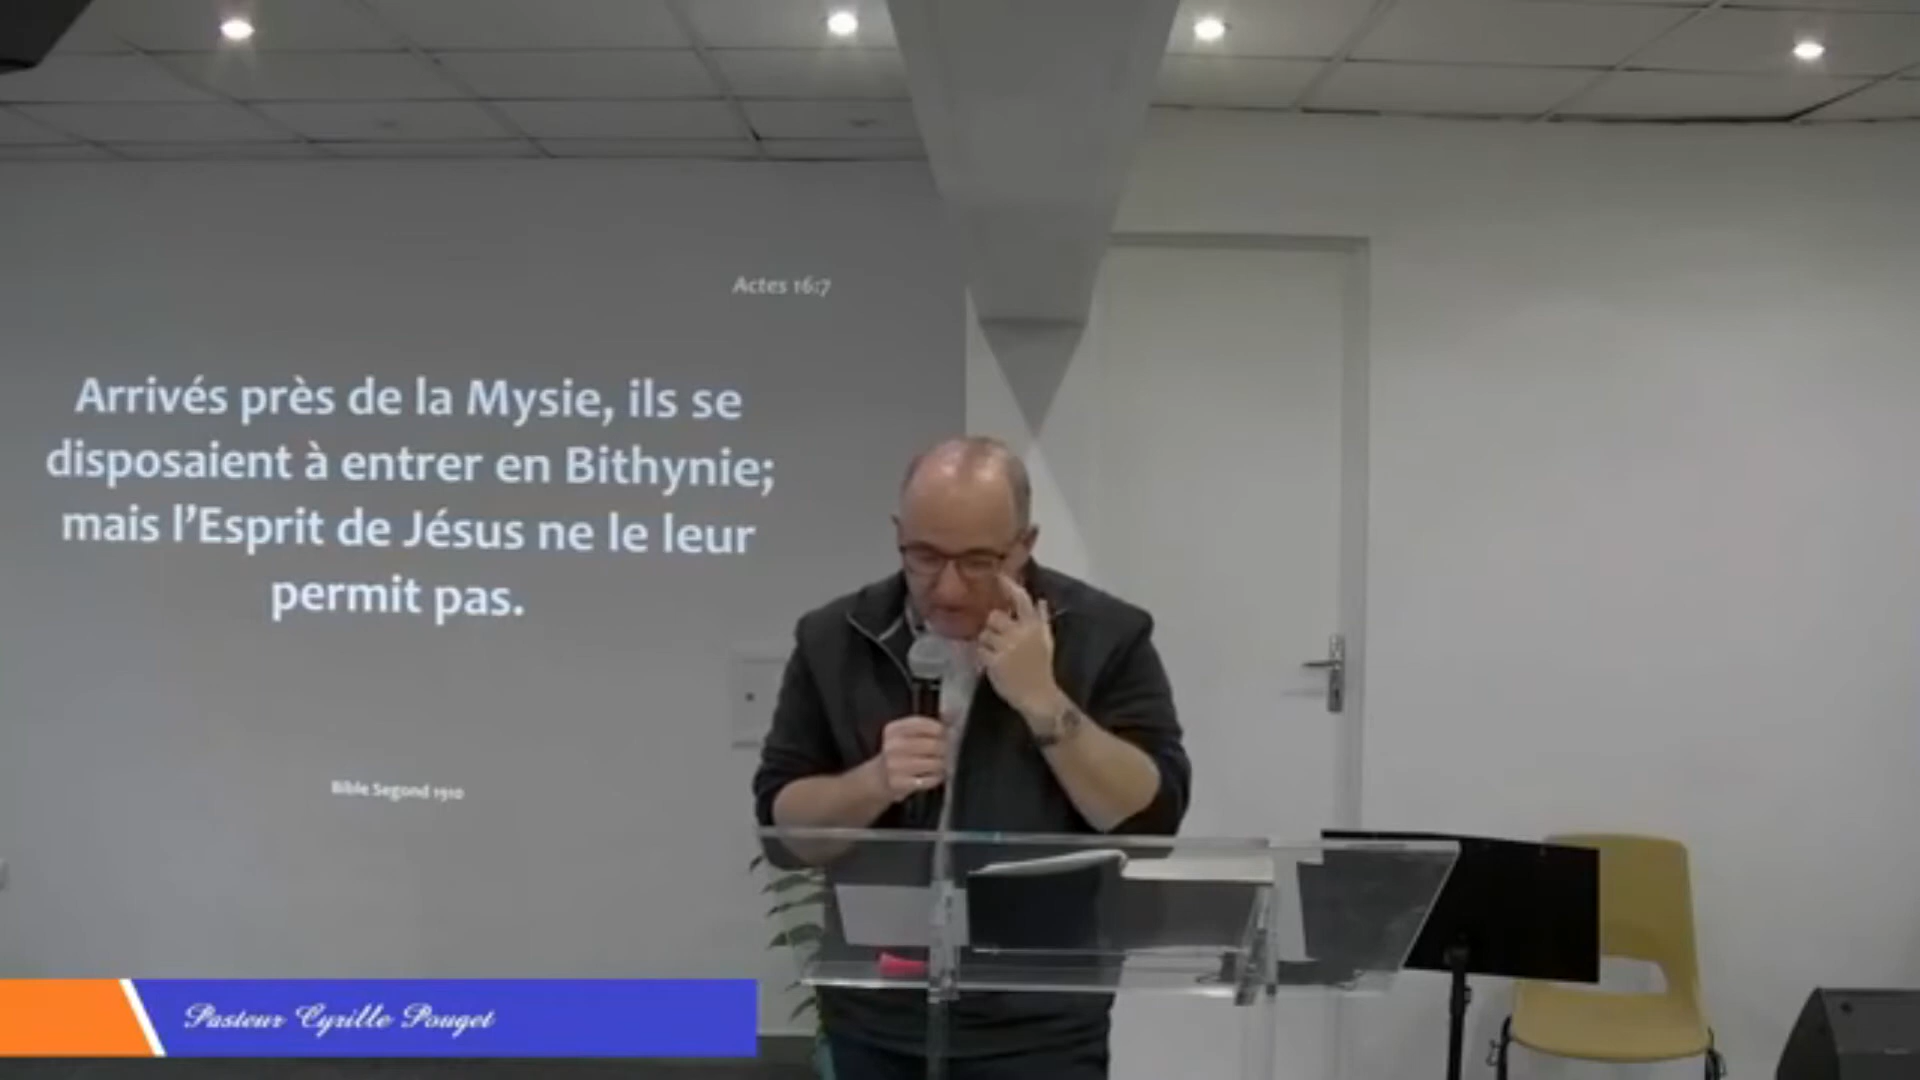 Actes 16:7
Arrivés près de la Mysie, ils se
disposaient à entrer en Bithynie;
mais l'Esprit de Jésus ne le leur
permit pas.
Bible Segond 1910
Pasteur Cyrille Pouget